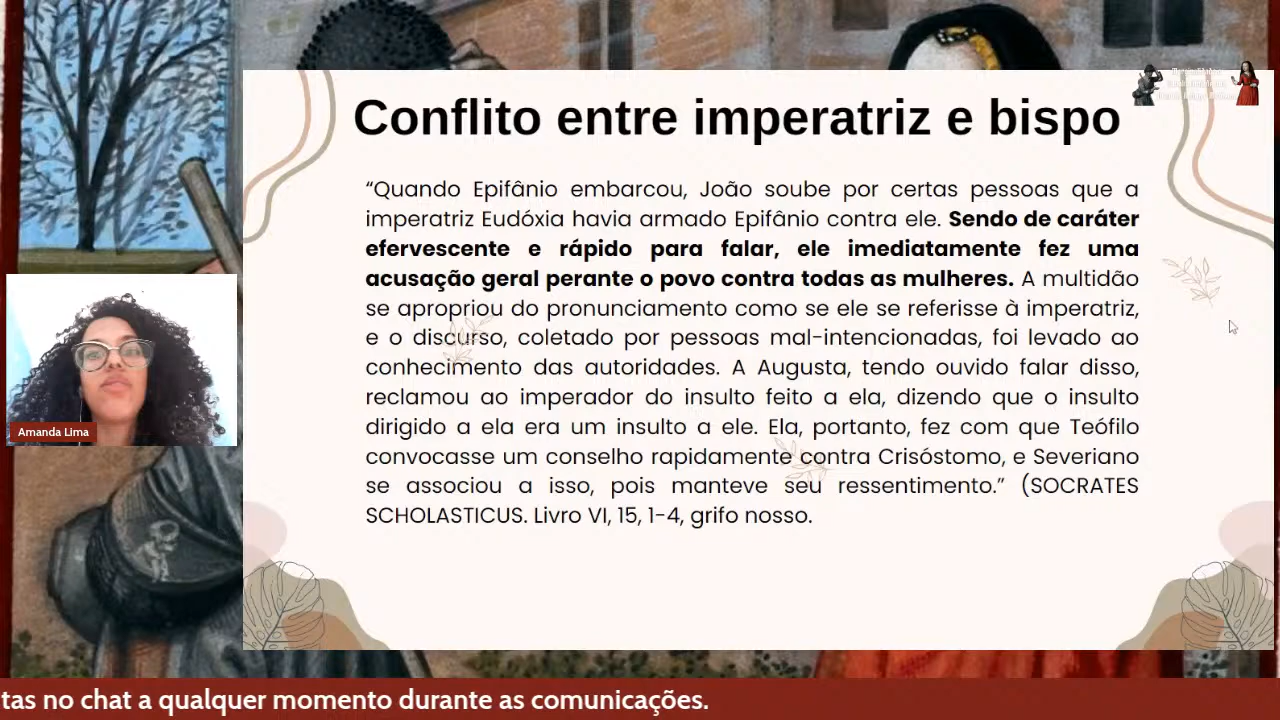 Conflito entre imperatriz e bispo
“Quando Epifânio embarcou, João soube por certas pessoas que a
imperatriz Eudóxia havia armado Epifânio contra ele. Sendo de caráter
efervescente e rápido para falar, ele imediatamente fez uma
acusação geral perante o povo contra todas as mulheres. A multidão
se apropriou do pronunciamento como se ele se referisse à imperatriz,
e o discurso, coletado por pessoas mal-intencionadas, foi levado ao
conhecimento das autoridades. A Augusta, tendo ouvido falar disso,
reclamou ao imperador do insulto feito a ela, dizendo que o insulto
dirigido a ela era um insulto a ele. Ela, portanto, fez com que Teófilo
convocasse um conselho rapidamente contra Crisóstomo, e Severiano
se associou a isso, pois manteve seu ressentimento.” (SOCRATES
SCHOLASTICUS. Livro VI, 15, 1-4, grifo nosso.
Amanda Lima
tas no chat a qualquer momento durante as comunicações.